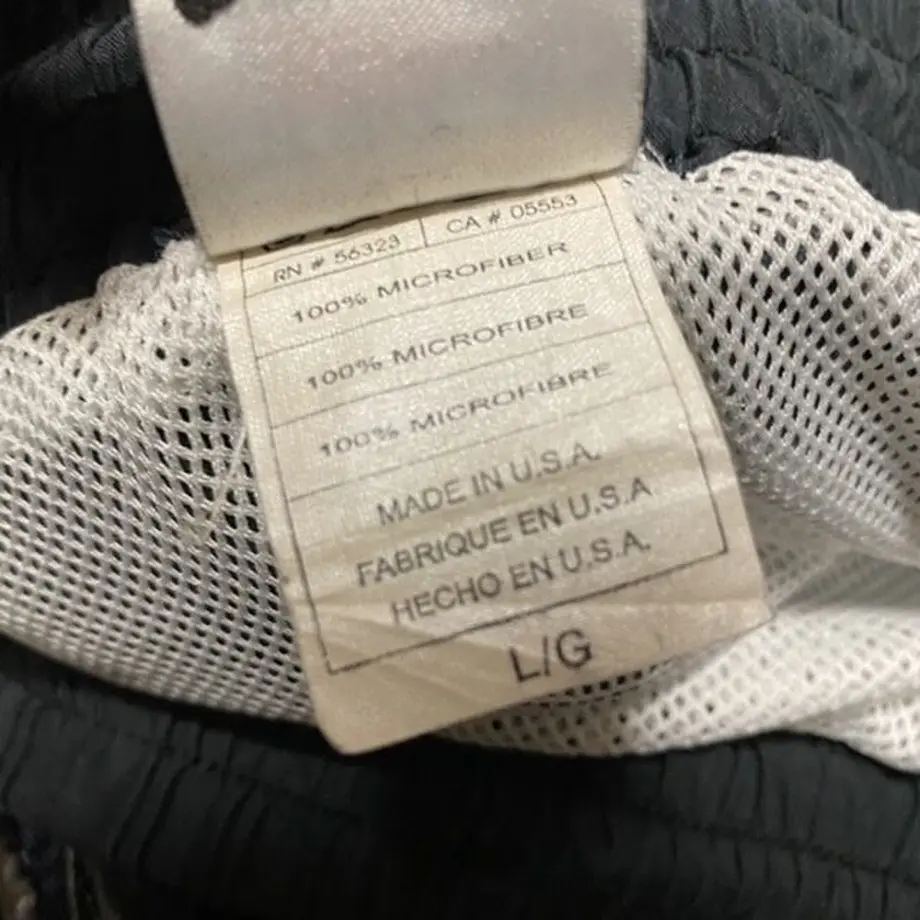 RN # 56323 CA # 05553
100% MICROFIBER
100% MICROFIBRE
100% MICROFIBRE
MADE IN U.S.A.
FABRIQUE EN U.S.A
HECHO EN U.S.A.
L/G